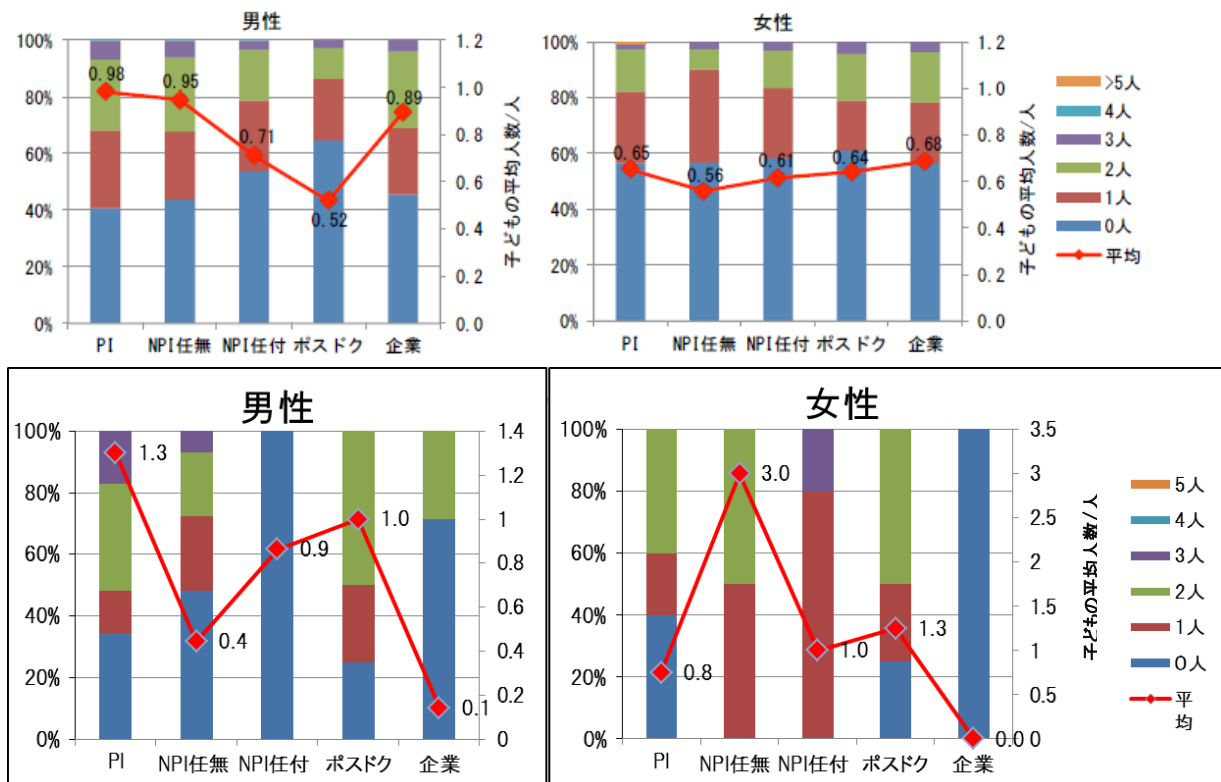 男性
100%
80%
60%
40%
20%
0%
0.98
0.95
0.71
0.52
0.89
1.2
1.0
0.8
0.6
0.4
0.2
0.0
子どもの平均人数/人
PI
NPI任無
NPI任付
ポスドク
企業
女性
100%
80%
60%
40%
20%
0%
0.65
0.56
0.61
0.64
0.68
1.2
1.0
0.8
0.6
0.4
0.2
0.0
子どもの平均人数/人
PI
NPI任無
NPI任付
ポスドク
企業
>5人
4人
3人
2人
1人
0人
平均
男性
100%
80%
60%
40%
20%
0%
1.3
0.4
0.9
1.0
0.1
1.4
1.2
1
0.8
0.6
0.4
0.2
0
PI
NPI任無
NPI任付
ポスドク
企業
女性
100%
80%
60%
40%
20%
0%
0.8
3.0
1.0
1.3
0.0
3.5
3
2.5
2
1.5
1
0.5
0
子どもの平均人数/人
PI
NPI任無
NPI任付
ポスドク
企業
5人
4人
3人
2人
1人
0人
平
均